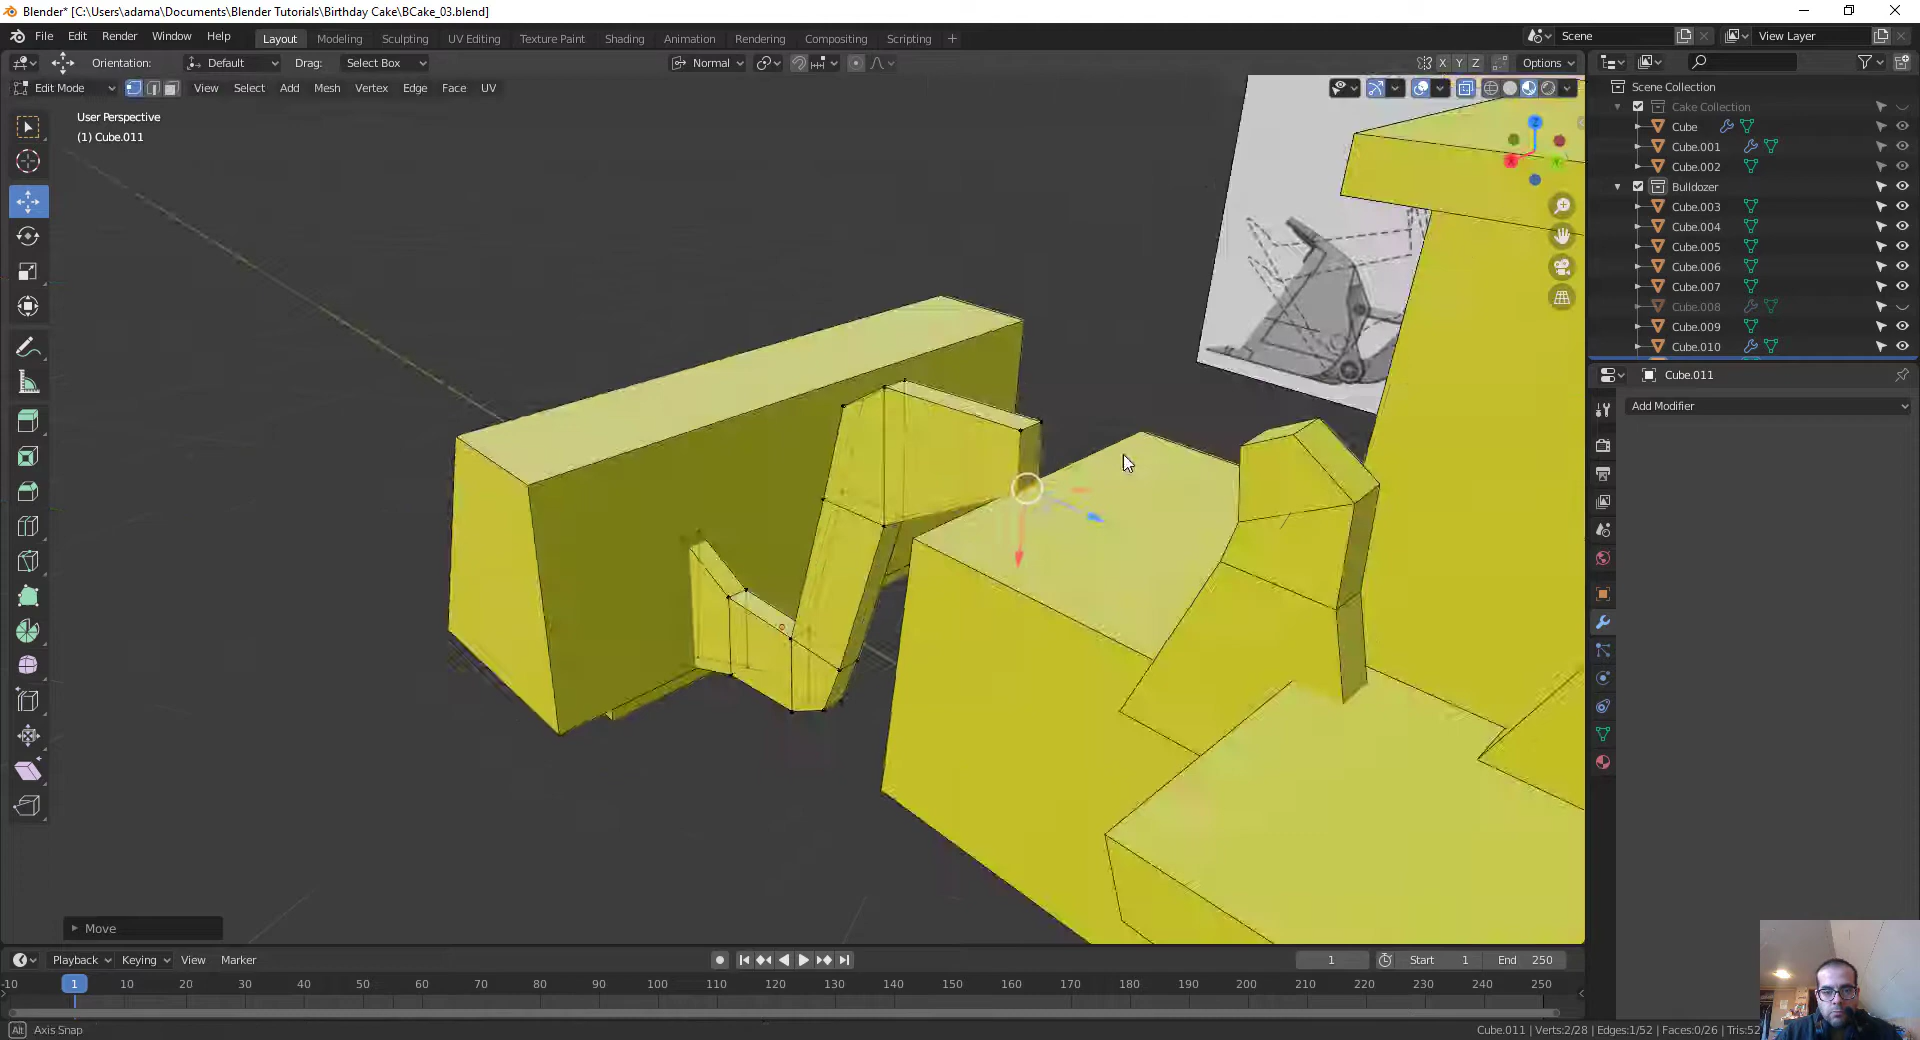 Blender* [C:\Users\adama\Documents\Blender Tutorials\Birthday Cake\BCake_03.blend]
File Edit Render Window Help Layout Modeling Sculpting UV Editing Texture Paint Shading Animation Rendering Compositing Scripting + Scene View Layer
Orientation: Default Drag: Select Box Normal X Y Z Options
Edit Mode View Select Add Mesh Vertex Edge Face UV
User Perspective
(1) Cube.011
Scene Collection
Cake Collection
Cube
Cube.001
Cube.002
Bulldozer
Cube.003
Cube.004
Cube.005
Cube.006
Cube.007
Cube.008
Cube.009
Cube.010
Cube.011
Add Modifier
Z
X
Y
Move
Playback Keying View Marker 1 Start 1 End 250
-10 1 10 20 30 40 50 60 70 80 90 100 110 120 130 140 150 160 170 180 190 200 210 220 230 240 250
Alt Axis Snap
Cube.011 | Verts:2/28 | Edges:1/52 | Faces:0/26 | Tris:52